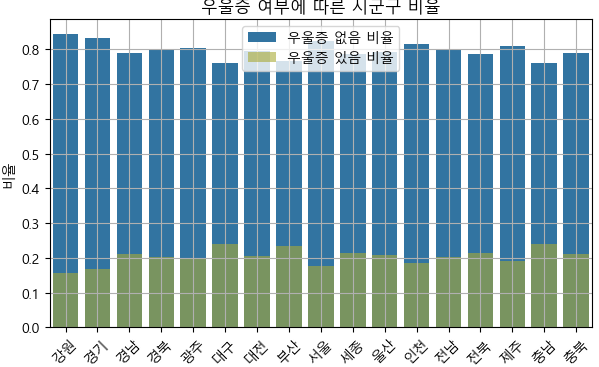 우울증 여부에 따른 시군구 비율
우울증 없음 비율
우울증 있음 비율
비율
0.8
0.7
0.6
0.5
0.4
0.3
0.2
0.1
0.0
강원 경기 경남 경북 광주 대구 대전 부산 서울 세종 울산 인천 전남 전북 제주 충남 충북